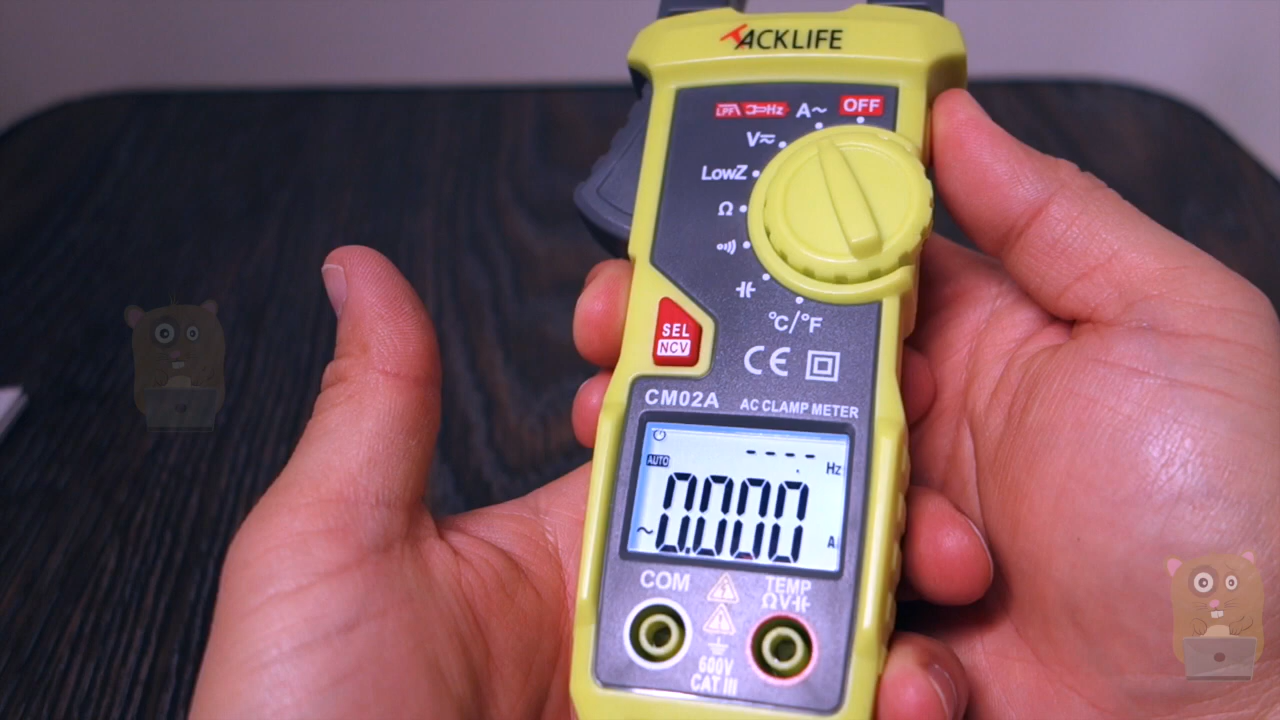 TACKLIFE
LPF Hz A~ OFF
V
LowZ
Ω
°C/°F
SEL
NCV
CE
CM02A AC CLAMP METER
- - - -
AUTO Hz
~ 0.000 A
COM TEMP
ΩV
600V
CAT III